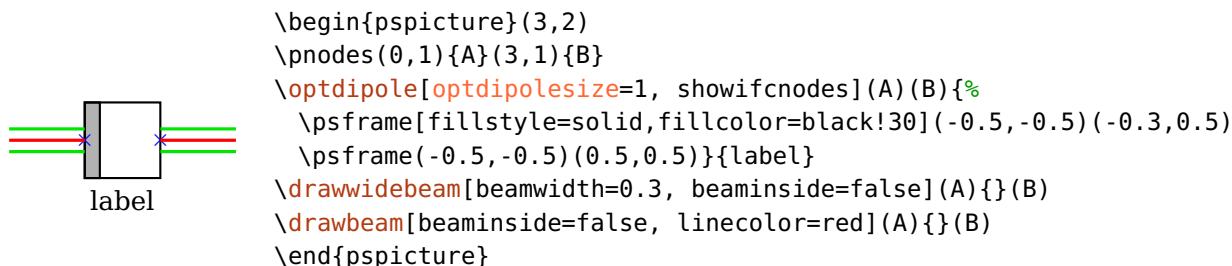 \begin{pspicture}(3,2)
\pnodes(0,1){A}(3,1){B}
\optdipole[optdipolesize=1, showifcnodes](A)(B){%
 \psframe[fillstyle=solid,fillcolor=black!30](-0.5,-0.5)(-0.3,0.5)
 \psframe(-0.5,-0.5)(0.5,0.5)}{label}
\drawwidebeam[beamwidth=0.3, beaminside=false](A){}(B)
\drawbeam[beaminside=false, linecolor=red](A){}(B)
\end{pspicture}
label